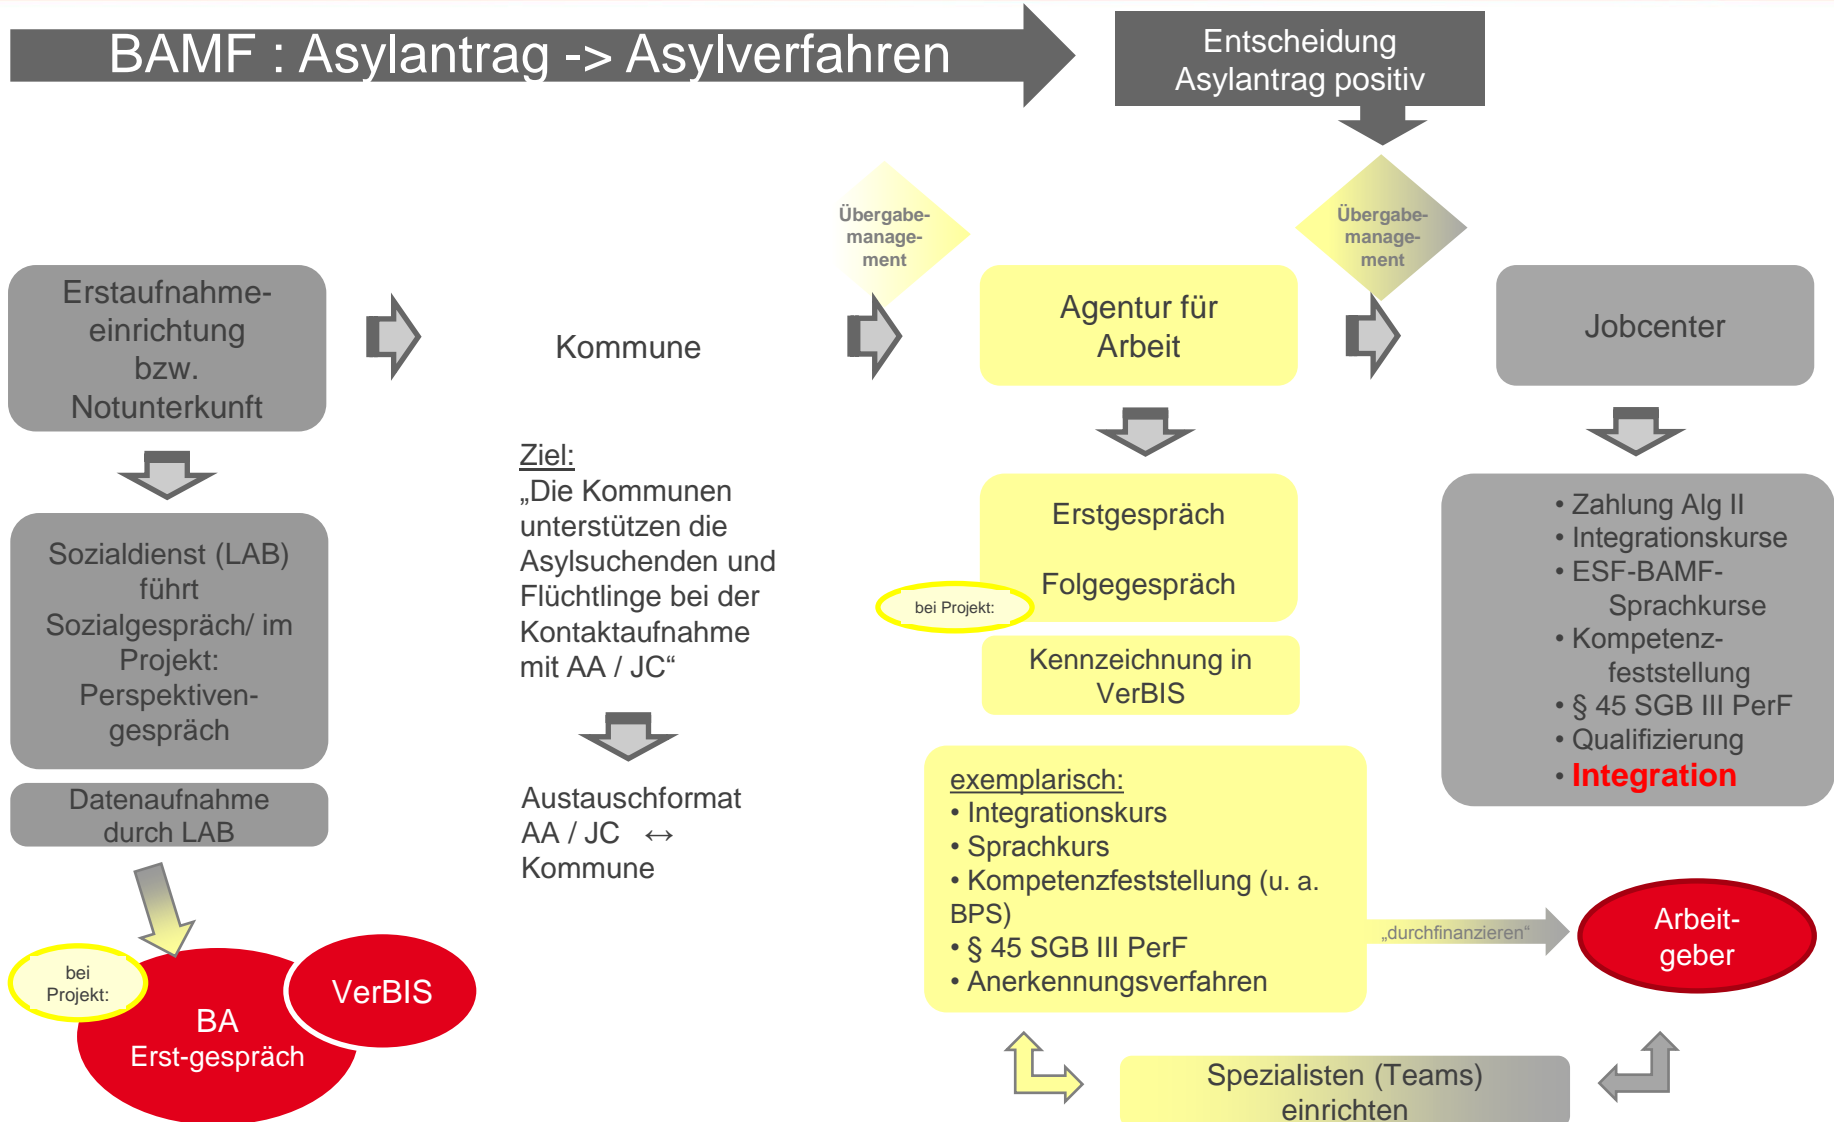 BAMF : Asylantrag -> Asylverfahren
Entscheidung
Asylantrag positiv
Übergabe-
manage-
ment
Übergabe-
manage-
ment
Erstaufnahme-
einrichtung
bzw.
Notunterkunft
Kommune
Agentur für
Arbeit
Jobcenter
Sozialdienst (LAB)
führt
Sozialgespräch/ im
Projekt:
Perspektiven-
gespräch
Datenaufnahme
durch LAB
bei
Projekt:
BA
Erst-gespräch
VerBIS
Ziel:
„Die Kommunen
unterstützen die
Asylsuchenden und
Flüchtlinge bei der
Kontaktaufnahme
mit AA / JC“
Austauschformat
AA / JC ↔
Kommune
Erstgespräch
Folgegespräch
bei Projekt:
Kennzeichnung in
VerBIS
exemplarisch:
• Integrationskurs
• Sprachkurs
• Kompetenzfeststellung (u. a.
BPS)
• § 45 SGB III PerF
• Anerkennungsverfahren
• Zahlung Alg II
• Integrationskurse
• ESF-BAMF-
Sprachkurse
• Kompetenz-
feststellung
• § 45 SGB III PerF
• Qualifizierung
• Integration
„durchfinanzieren“
Arbeit-
geber
Spezialisten (Teams)
einrichten